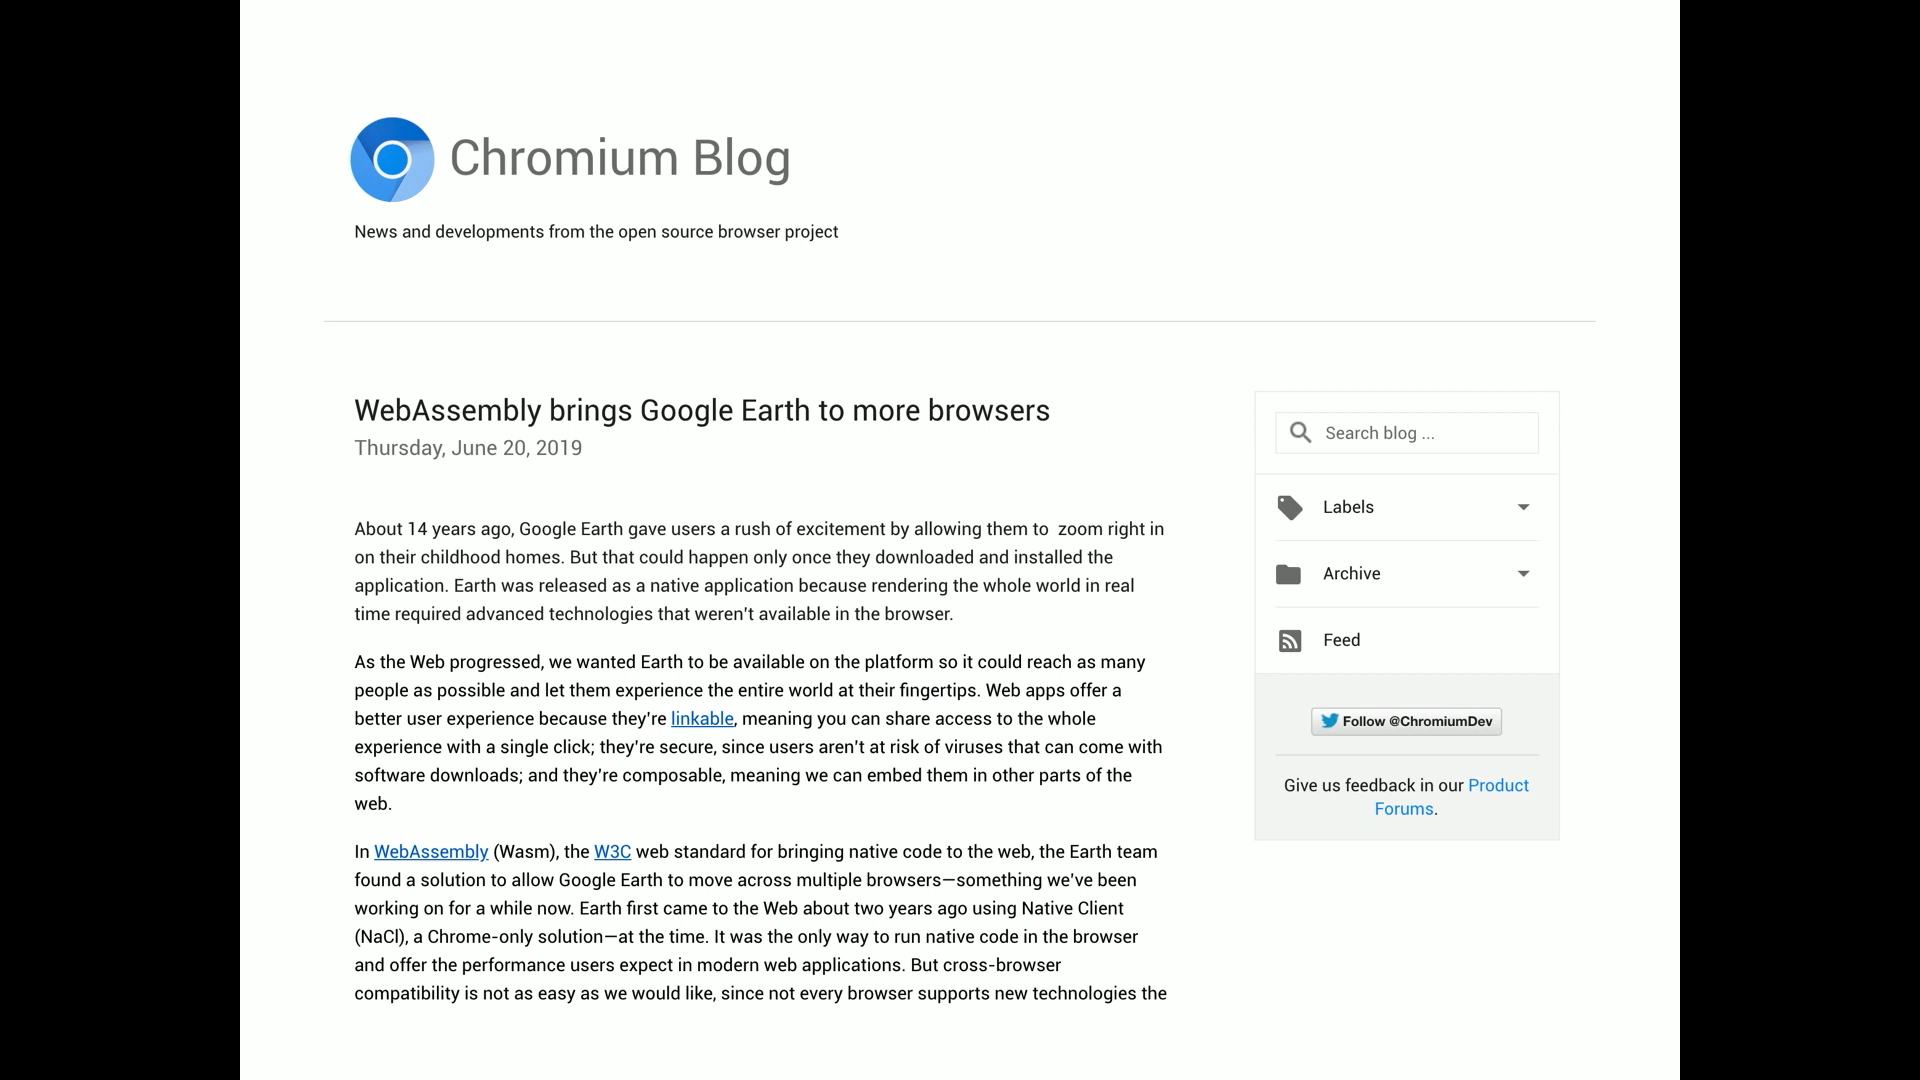 Chromium Blog
News and developments from the open source browser project
WebAssembly brings Google Earth to more browsers
Thursday, June 20, 2019
About 14 years ago, Google Earth gave users a rush of excitement by allowing them to  zoom right in
on their childhood homes. But that could happen only once they downloaded and installed the
application. Earth was released as a native application because rendering the whole world in real
time required advanced technologies that weren't available in the browser.
As the Web progressed, we wanted Earth to be available on the platform so it could reach as many
people as possible and let them experience the entire world at their fingertips. Web apps offer a
better user experience because they're linkable, meaning you can share access to the whole
experience with a single click; they're secure, since users aren't at risk of viruses that can come with
software downloads; and they're composable, meaning we can embed them in other parts of the
web.
In WebAssembly (Wasm), the W3C web standard for bringing native code to the web, the Earth team
found a solution to allow Google Earth to move across multiple browsers—something we've been
working on for a while now. Earth first came to the Web about two years ago using Native Client
(NaCl), a Chrome-only solution—at the time. It was the only way to run native code in the browser
and offer the performance users expect in modern web applications. But cross-browser
compatibility is not as easy as we would like, since not every browser supports new technologies the
Search blog ...
Labels
Archive
Feed
Follow @ChromiumDev
Give us feedback in our Product
Forums.